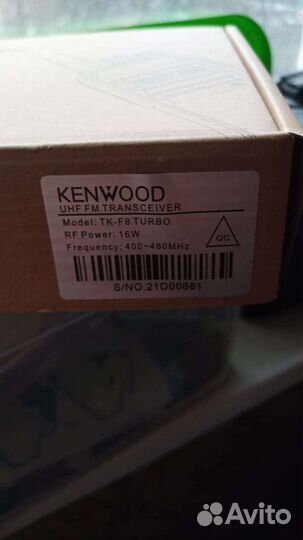 KENWOOD
UHF FM TRANSCEIVER
Model: TK-F8 TURBO
RF Power: 16W
Frequency: 400-480MHz
QC
S/NO.21D00661
Avito